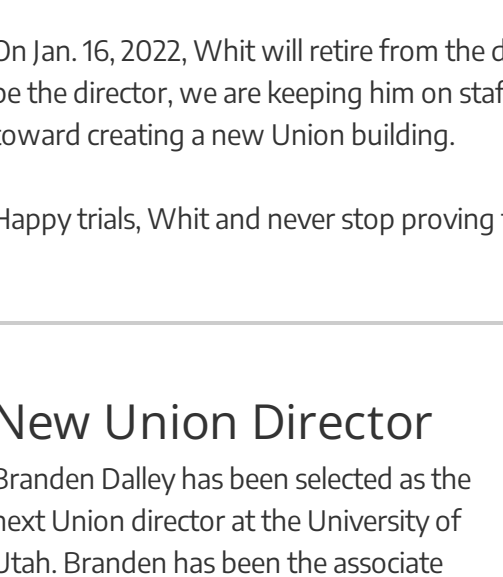 On Jan. 16, 2022, Whit will retire from the
be the director, we are keeping him on
toward creating a new Union building.
Happy trials, Whit and never stop proving
New Union Director
Branden Dalley has been selected as the
next Union director at the University of
Utah. Branden has been the associate